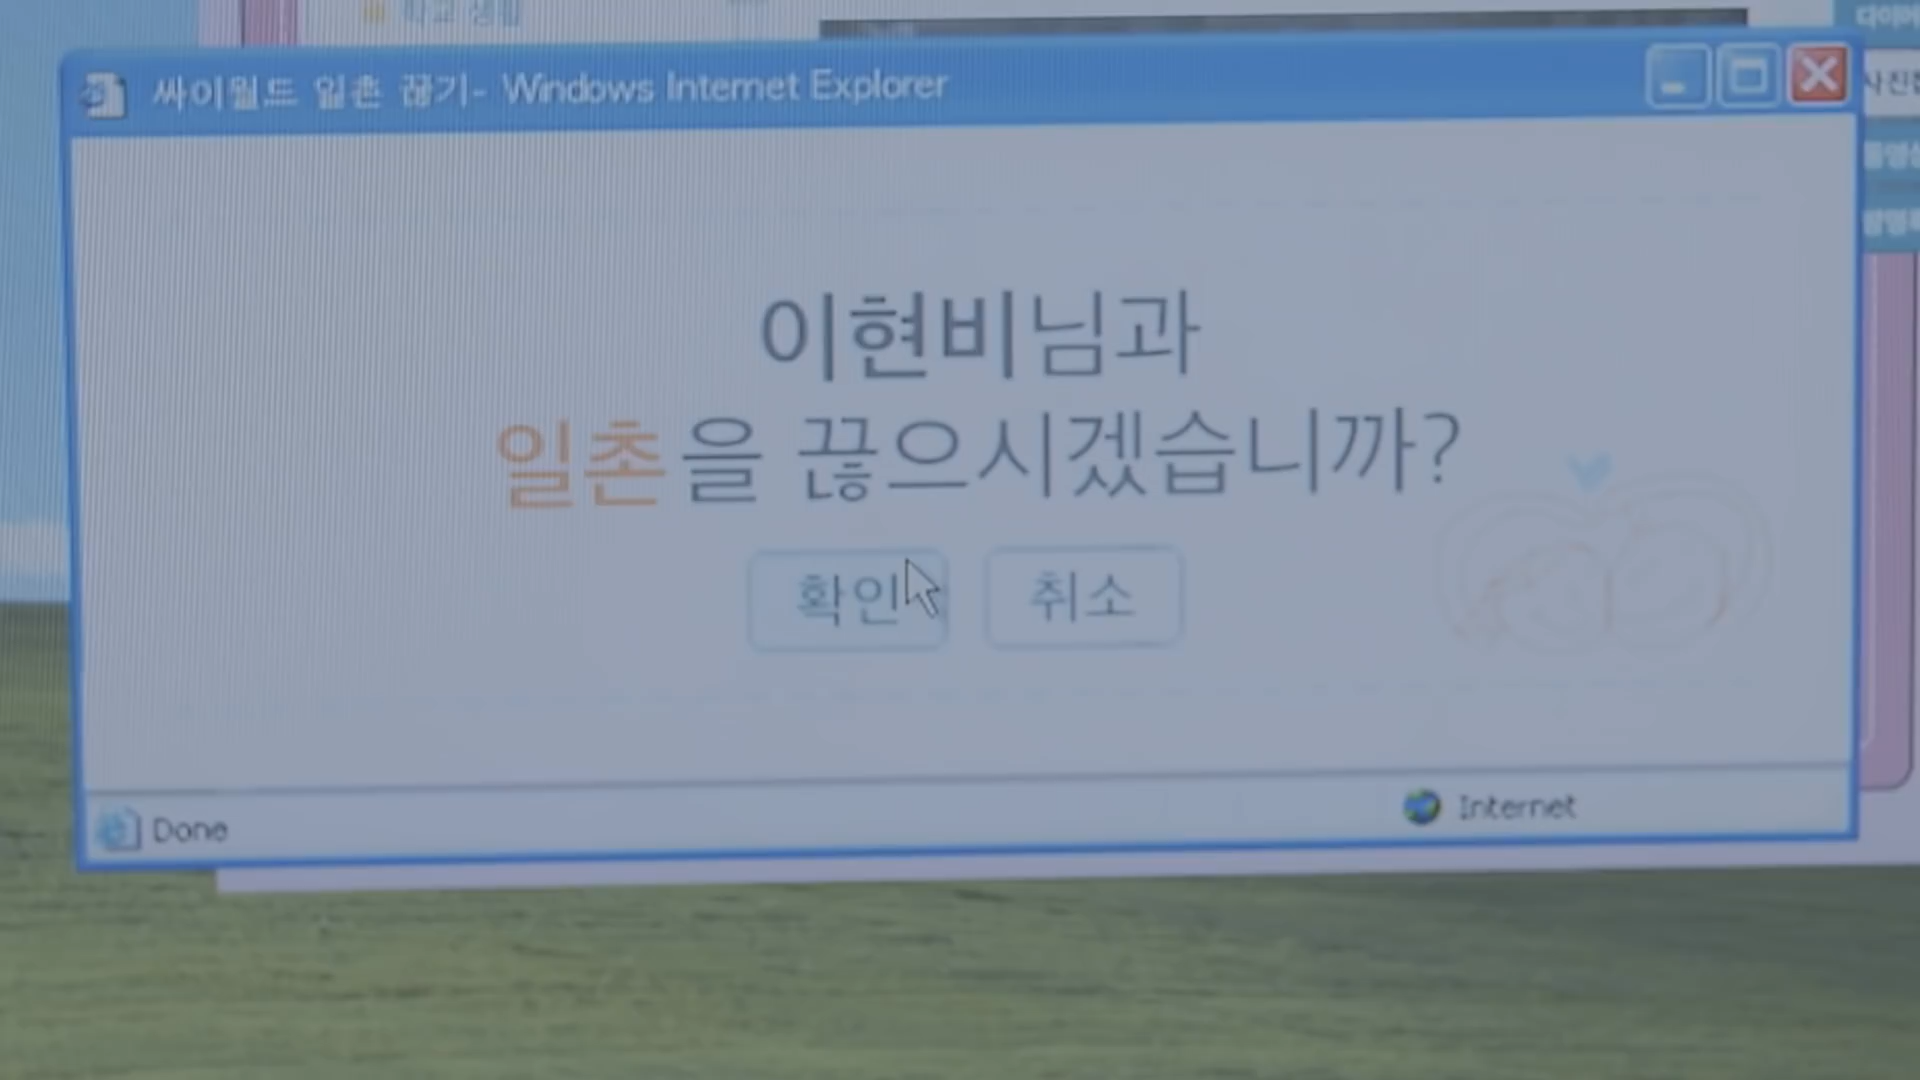 싸이월드 일촌 끊기- Windows Internet Explorer
이현비님과
일촌을 끊으시겠습니까?
확인 취소
Done Internet